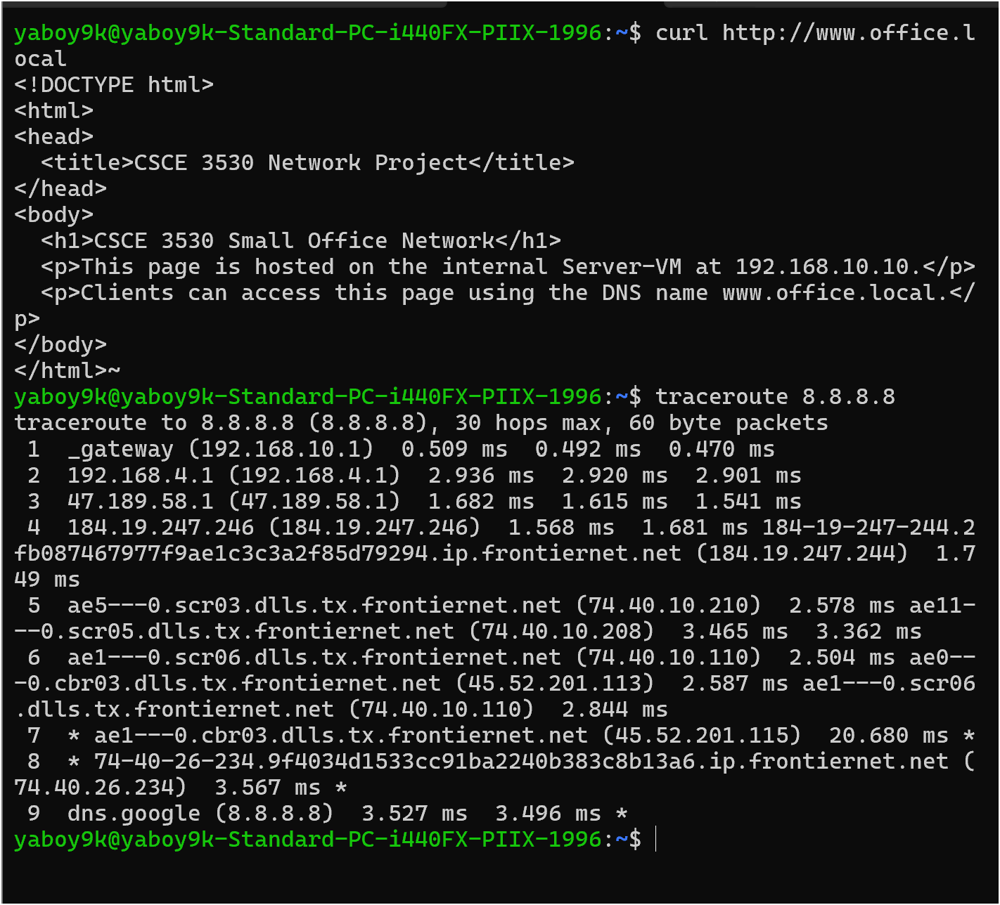 yaboy9k@yaboy9k-Standard-PC-i440FX-PIIX-1996:~$ curl http://www.office.l
ocal
<!DOCTYPE html>
<html>
<head>
  <title>CSCE 3530 Network Project</title>
</head>
<body>
  <h1>CSCE 3530 Small Office Network</h1>
  <p>This page is hosted on the internal Server-VM at 192.168.10.10.</p>
  <p>Clients can access this page using the DNS name www.office.local.</
p>
</body>
</html>~
yaboy9k@yaboy9k-Standard-PC-i440FX-PIIX-1996:~$ traceroute 8.8.8.8
traceroute to 8.8.8.8 (8.8.8.8), 30 hops max, 60 byte packets
 1  _gateway (192.168.10.1)  0.509 ms  0.492 ms  0.470 ms
 2  192.168.4.1 (192.168.4.1)  2.936 ms  2.920 ms  2.901 ms
 3  47.189.58.1 (47.189.58.1)  1.682 ms  1.615 ms  1.541 ms
 4  184.19.247.246 (184.19.247.246)  1.568 ms  1.681 ms 184-19-247-244.2
fb087467977f9ae1c3c3a2f85d79294.ip.frontiernet.net (184.19.247.244)  1.7
49 ms
 5  ae5---0.scr03.dlls.tx.frontiernet.net (74.40.10.210)  2.578 ms ae11-
--0.scr05.dlls.tx.frontiernet.net (74.40.10.208)  3.465 ms  3.362 ms
 6  ae1---0.scr06.dlls.tx.frontiernet.net (74.40.10.110)  2.504 ms ae0--
-0.cbr03.dlls.tx.frontiernet.net (45.52.201.113)  2.587 ms ae1---0.scr06
.dlls.tx.frontiernet.net (74.40.10.110)  2.844 ms
 7  * ae1---0.cbr03.dlls.tx.frontiernet.net (45.52.201.115)  20.680 ms *
 8  * 74-40-26-234.9f4034d1533cc91ba2240b383c8b13a6.ip.frontiernet.net (
74.40.26.234)  3.567 ms *
 9  dns.google (8.8.8.8)  3.527 ms  3.496 ms *
yaboy9k@yaboy9k-Standard-PC-i440FX-PIIX-1996:~$